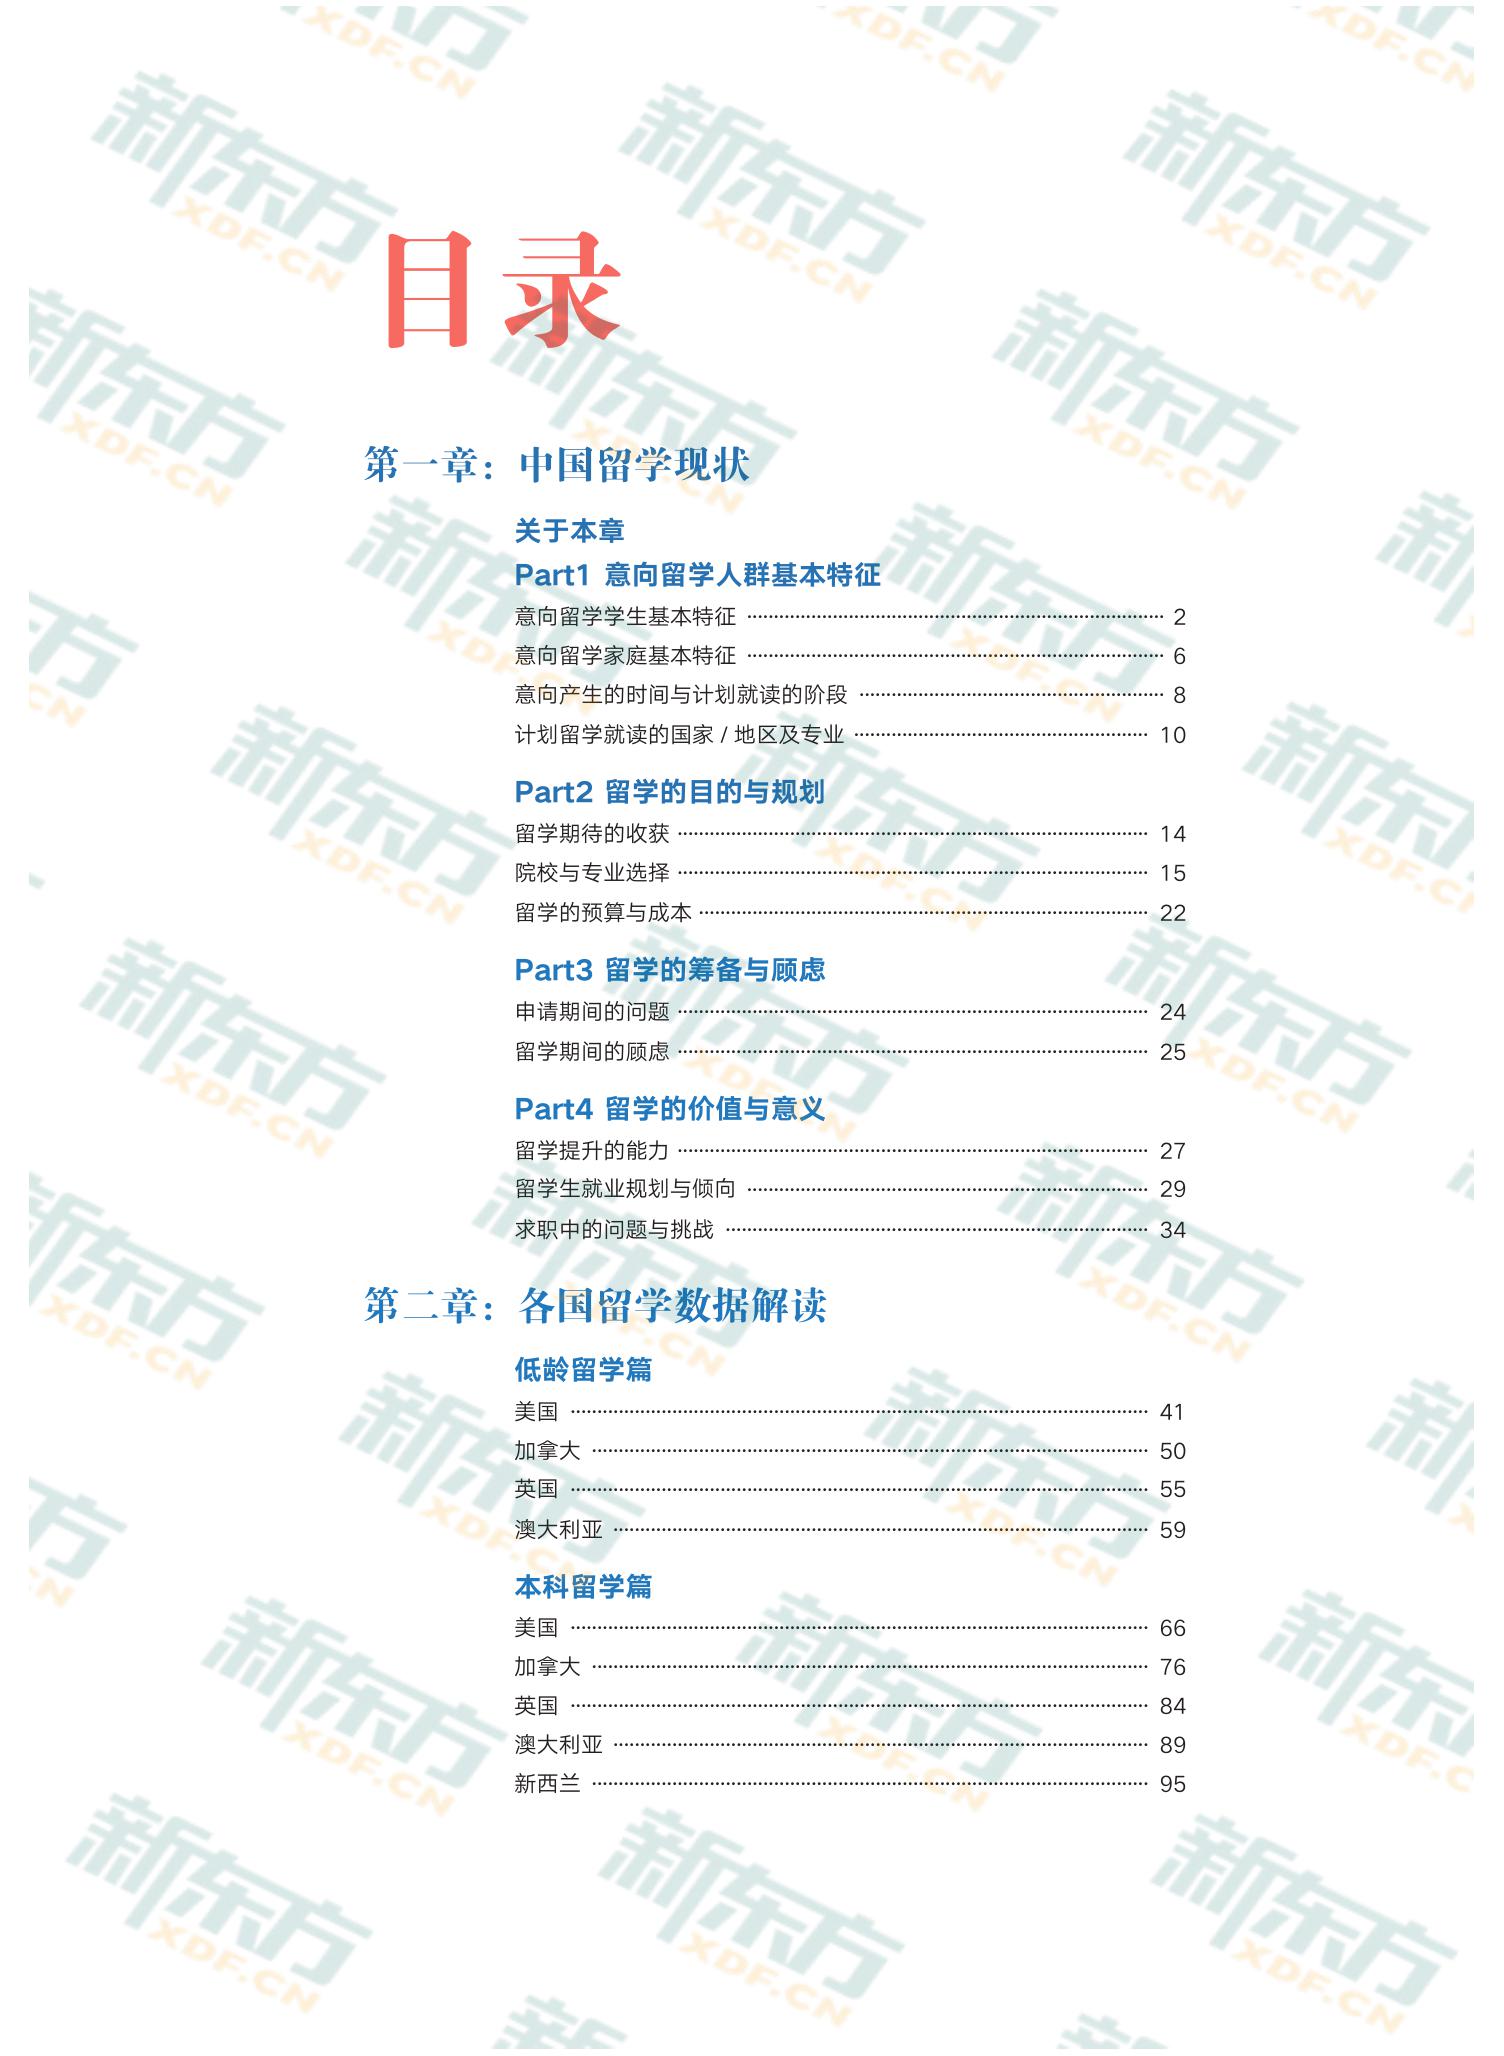 目录
第一章：中国留学现状
关于本章
Part1 意向留学人群基本特征
意向留学学生基本特征 2
意向留学家庭基本特征 6
意向产生的时间与计划就读的阶段 8
计划留学就读的国家 / 地区及专业 10
Part2 留学的目的与规划
留学期待的收获 14
院校与专业选择 15
留学的预算与成本 22
Part3 留学的筹备与顾虑
申请期间的问题 24
留学期间的顾虑 25
Part4 留学的价值与意义
留学提升的能力 27
留学生就业规划与倾向 29
求职中的问题与挑战 34
第二章：各国留学数据解读
低龄留学篇
美国 41
加拿大 50
英国 55
澳大利亚 59
本科留学篇
美国 66
加拿大 76
英国 84
澳大利亚 89
新西兰 95
新东方
XDF.CN